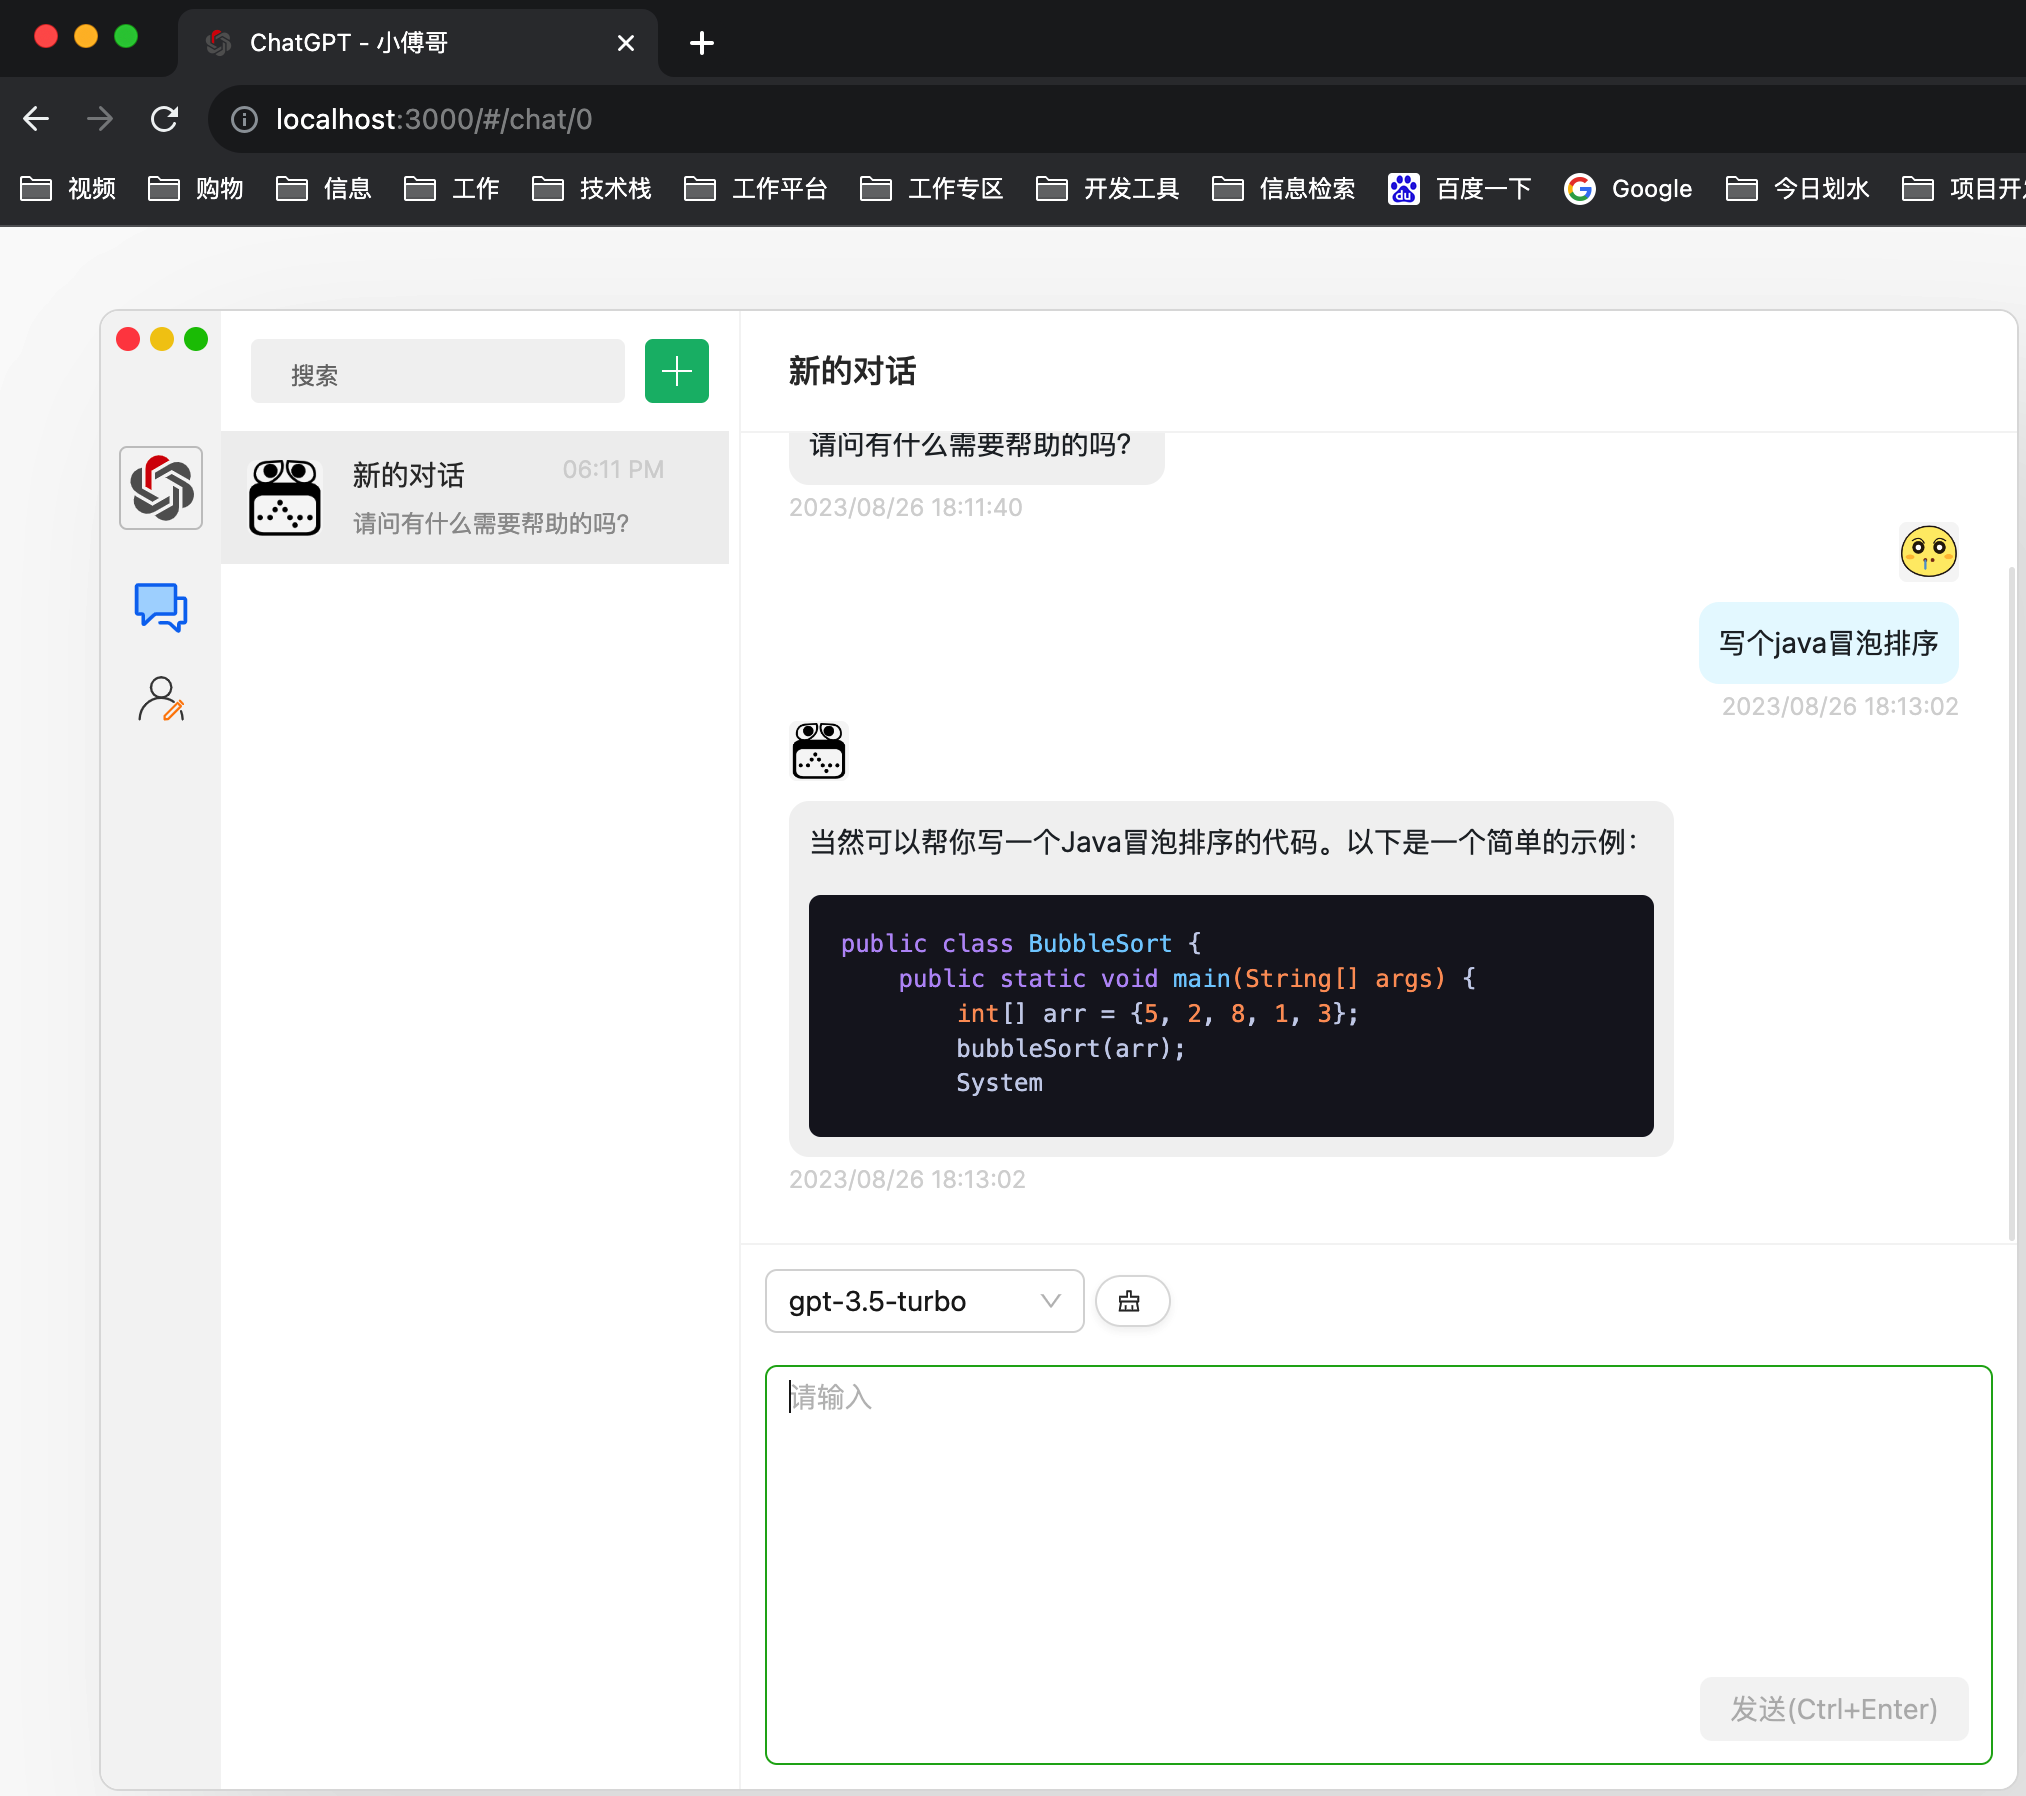 ChatGPT - 小傅哥
localhost:3000/#/chat/0
视频 购物 信息 工作 技术栈 工作平台 工作专区 开发工具 信息检索 百度一下 Google 今日划水 项目开
搜索
新的对话 06:11 PM
请问有什么需要帮助的吗?
新的对话
请问有什么需要帮助的吗?
2023/08/26 18:11:40
写个java冒泡排序
2023/08/26 18:13:02
当然可以帮你写一个Java冒泡排序的代码。以下是一个简单的示例：
public class BubbleSort {
    public static void main(String[] args) {
        int[] arr = {5, 2, 8, 1, 3};
        bubbleSort(arr);
        System
2023/08/26 18:13:02
gpt-3.5-turbo
请输入
发送(Ctrl+Enter)